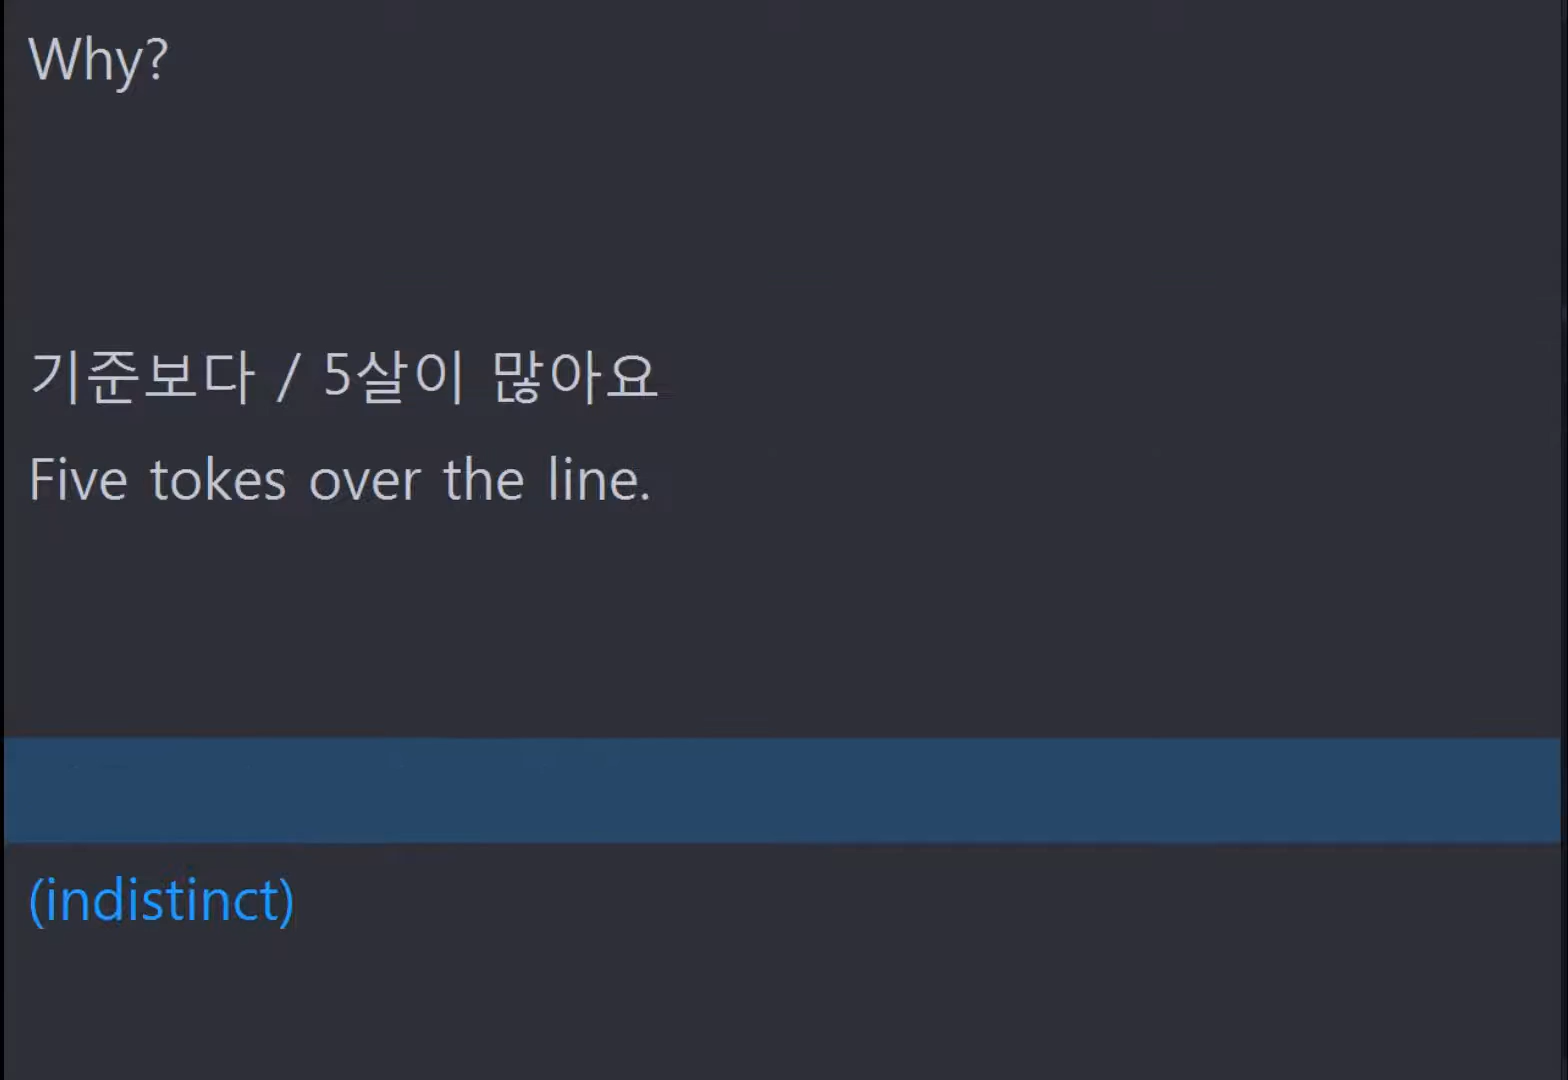 Why?
기준보다 / 5살이 많아요
Five tokes over the line.
(indistinct)